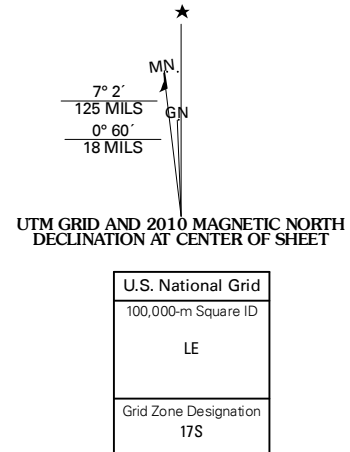 MN
7° 2´
125 MILS
GN
0° 60´
18 MILS
UTM GRID AND 2010 MAGNETIC NORTH
DECLINATION AT CENTER OF SHEET
U.S. National Grid
100,000-m Square ID
LE
Grid Zone Designation
17S